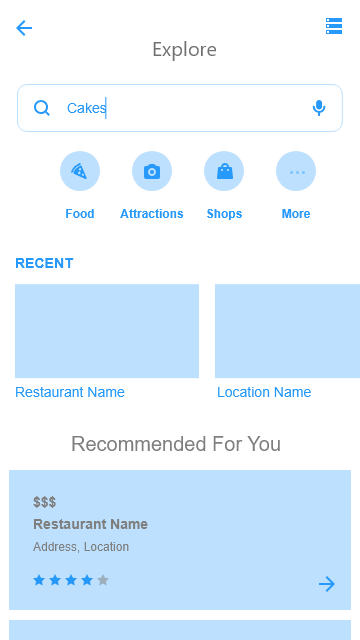 Explore
Cakes
Food Attractions Shops More
RECENT
Restaurant Name Location Name
Recommended For You
$$$
Restaurant Name
Address, Location